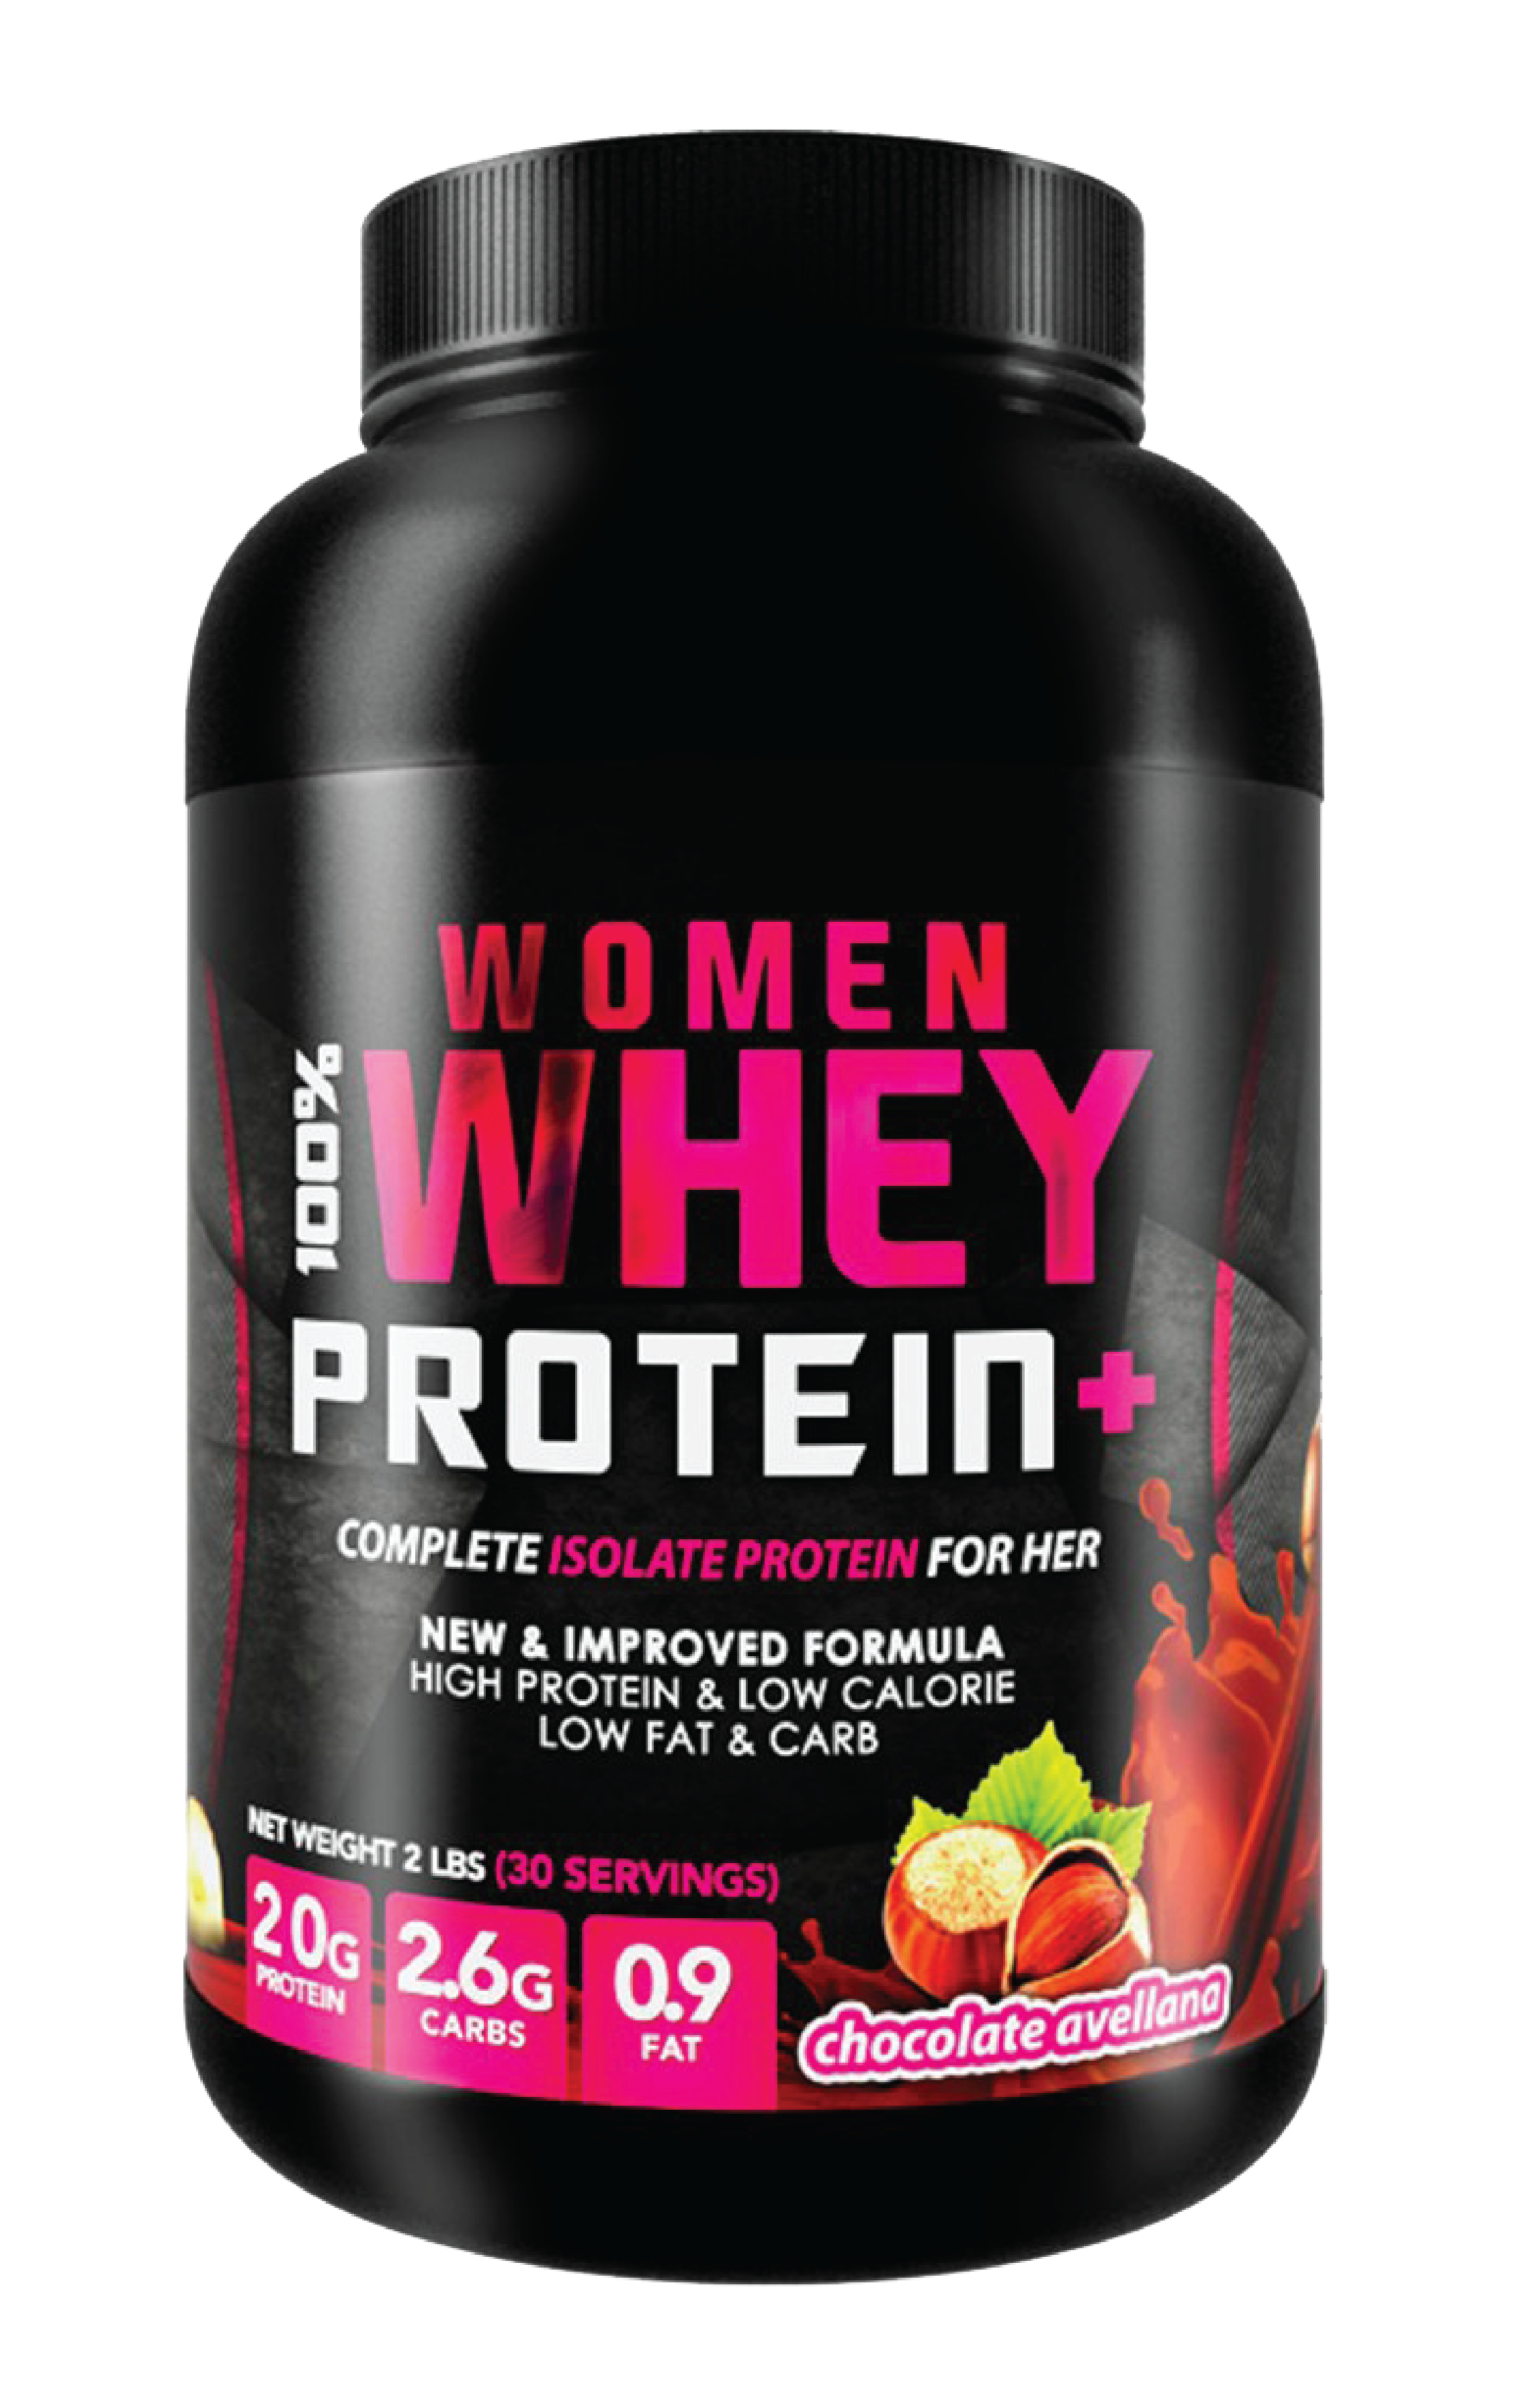 WOMEN
100% WHEY
PROTEIN+
COMPLETE ISOLATE PROTEIN FOR HER
NEW & IMPROVED FORMULA
HIGH PROTEIN & LOW CALORIE
LOW FAT & CARB
NET WEIGHT 2 LBS (30 SERVINGS)
20G
PROTEIN
2.6G
CARBS
0.9
FAT
chocolate avellana